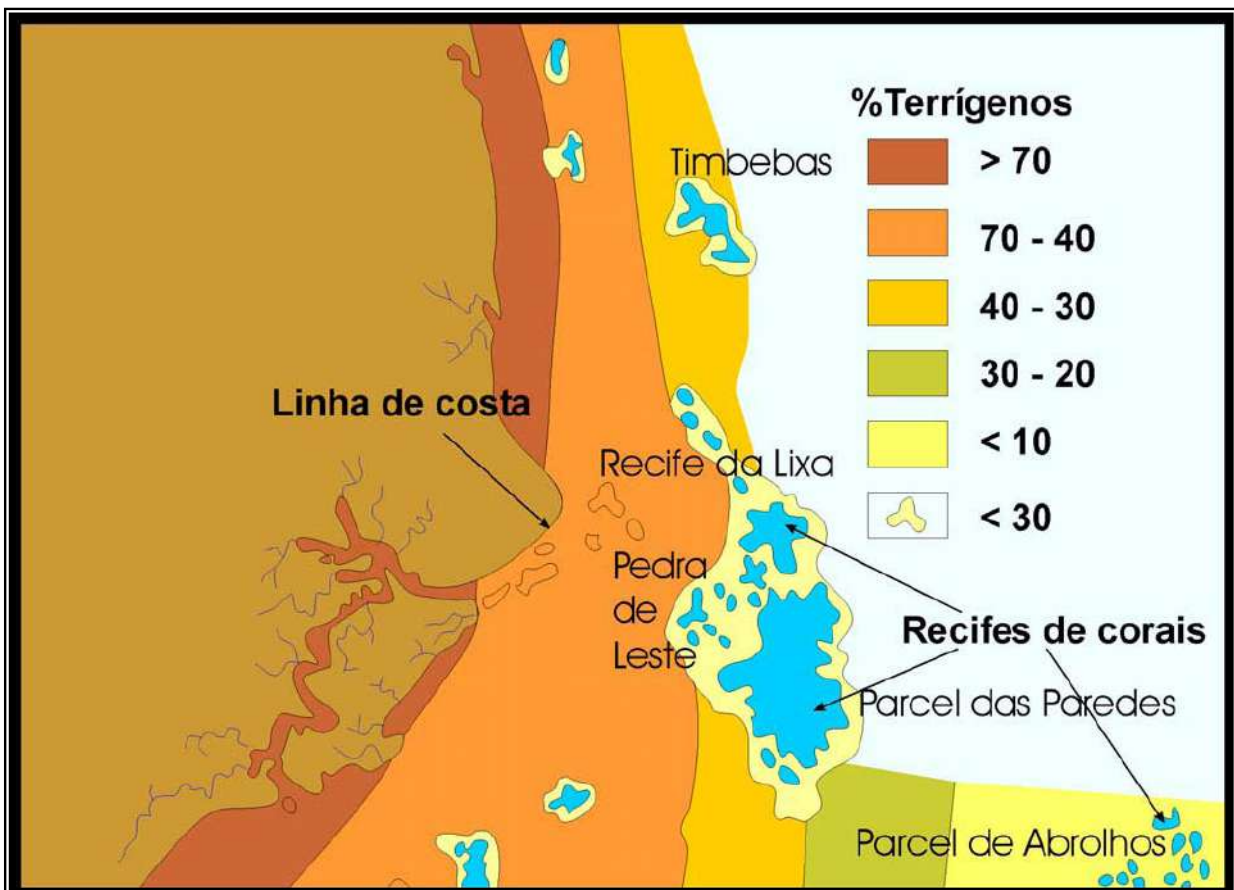 %Terrígenos
> 70
70 - 40
40 - 30
30 - 20
< 10
< 30
Timbebas
Linha de costa
Recife da Lixa
Pedra
de
Leste
Recifes de corais
Parcel das Paredes
Parcel de Abrolhos